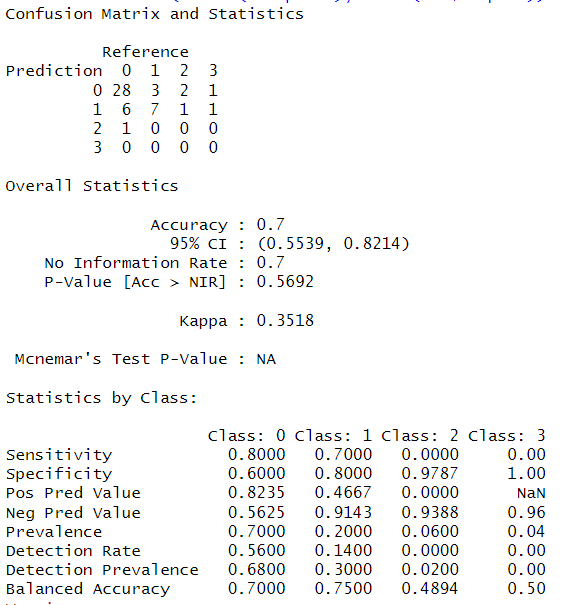 Confusion Matrix and Statistics
Reference
Prediction 0 1 2 3
0 28 3 2 1
1 6 7 1 1
2 1 0 0 0
3 0 0 0 0
Overall Statistics
Accuracy : 0.7
95% CI : (0.5539, 0.8214)
No Information Rate : 0.7
P-Value [Acc > NIR] : 0.5692
Kappa : 0.3518
Mcnemar's Test P-Value : NA
Statistics by Class:
Class: 0 Class: 1 Class: 2 Class: 3
Sensitivity 0.8000 0.7000 0.0000 0.00
Specificity 0.6000 0.8000 0.9787 1.00
Pos Pred Value 0.8235 0.4667 0.0000 NaN
Neg Pred Value 0.5625 0.9143 0.9388 0.96
Prevalence 0.7000 0.2000 0.0600 0.04
Detection Rate 0.5600 0.1400 0.0000 0.00
Detection Prevalence 0.6800 0.3000 0.0200 0.00
Balanced Accuracy 0.7000 0.7500 0.4894 0.50